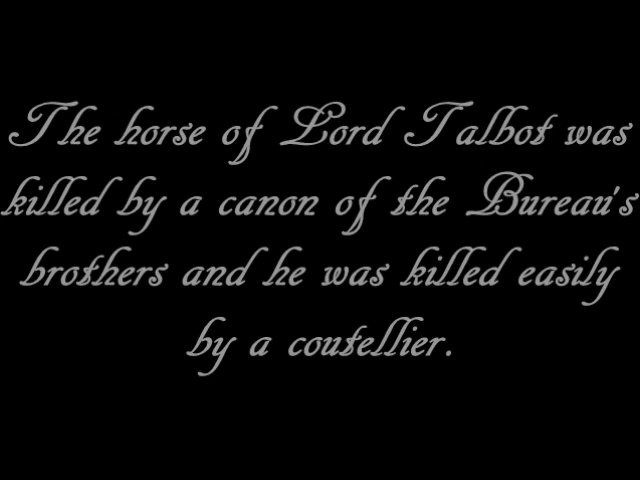 The horse of Lord Talbot was
killed by a canon of the Bureau's
brothers and he was killed easily
by a coutellier.